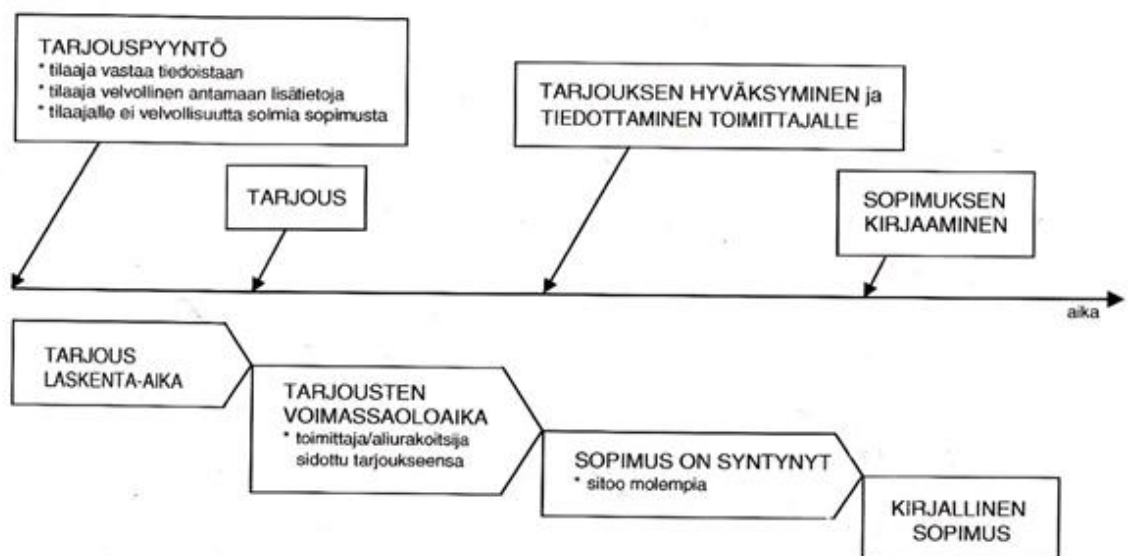 TARJOUSPYYNTÖ
* tilaaja vastaa tiedoistaan
* tilaaja velvollinen antamaan lisätietoja
* tilaajalle ei velvollisuutta solmia sopimusta
TARJOUS
TARJOUKSEN HYVÄKSYMINEN ja
TIEDOTTAMINEN TOIMITTAJALLE
SOPIMUKSEN
KIRJAAMINEN
aika
TARJOUS
LASKENTA-AIKA
TARJOUSTEN
VOIMASSAOLOAIKA
* toimittaja/aliurakoitsija
sidottu tarjoukseensa
SOPIMUS ON SYNTYNYT
* sitoo molempia
KIRJALLINEN
SOPIMUS